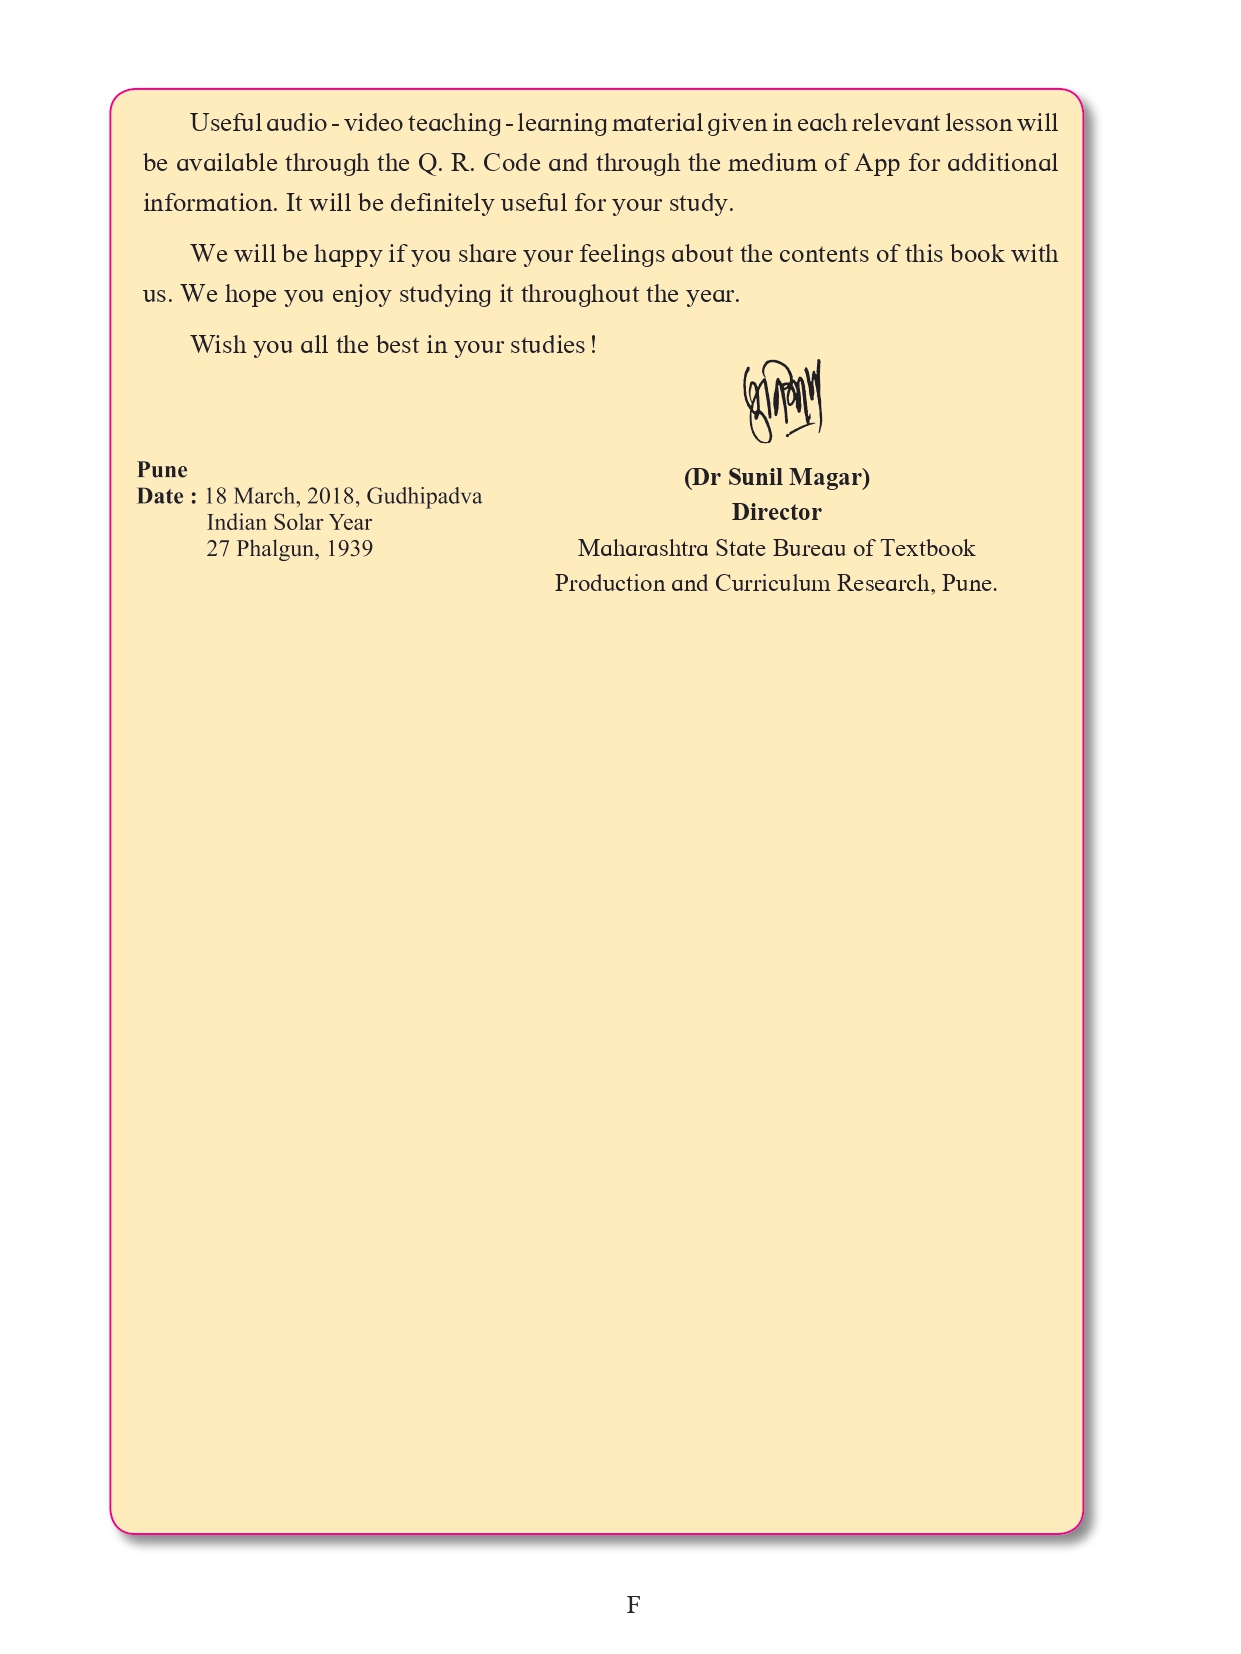 Useful audio - video teaching - learning material given in each relevant lesson will
be available through the Q. R. Code and through the medium of App for additional
information. It will be definitely useful for your study.
We will be happy if you share your feelings about the contents of this book with
us. We hope you enjoy studying it throughout the year.
Wish you all the best in your studies !
Pune
Date : 18 March, 2018, Gudhipadva
Indian Solar Year
27 Phalgun, 1939
(Dr Sunil Magar)
Director
Maharashtra State Bureau of Textbook
Production and Curriculum Research, Pune.
F